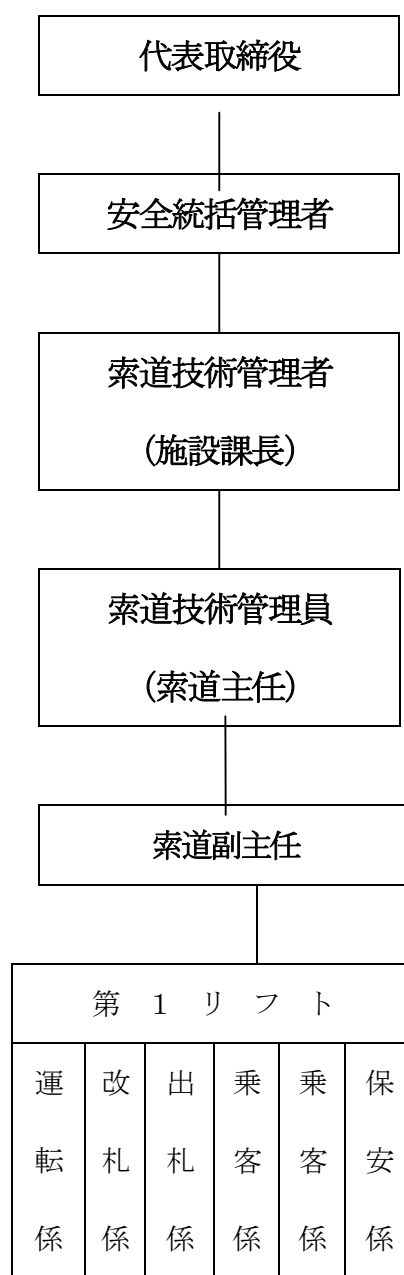 代表取締役
安全統括管理者
索道技術管理者
(施設課長)
索道技術管理員
(索道主任)
索道副主任
第1リフト
運転係
改札係
出札係
乗客係
乗客係
保安係